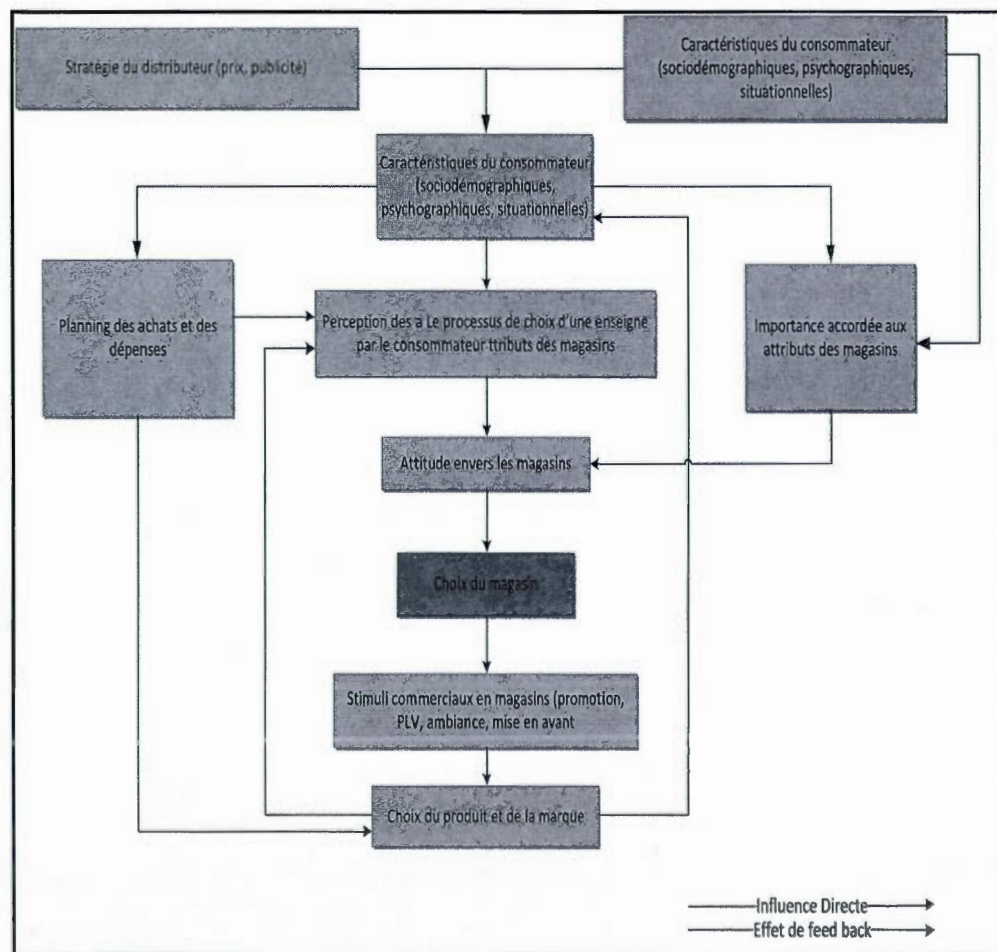 Stratégie du distributeur (prix, publicité)
Caractéristiques du consommateur
(sociodémographiques, psychographiques,
situationnelles)
Caractéristiques du consommateur
(sociodémographiques,
psychographiques, situationnelles)
Planning des achats et des
dépenses
Perception des a Le processus de choix d'une enseigne
par le consommateur ttributs des magasins
Importance accordée aux
attributs des magasins
Attitude envers les magasins
Choix du magasin
Stimuli commerciaux en magasins (promotion,
PLV, ambiance, mise en avant
Choix du produit et de la marque
Influence Directe
Effet de feed back